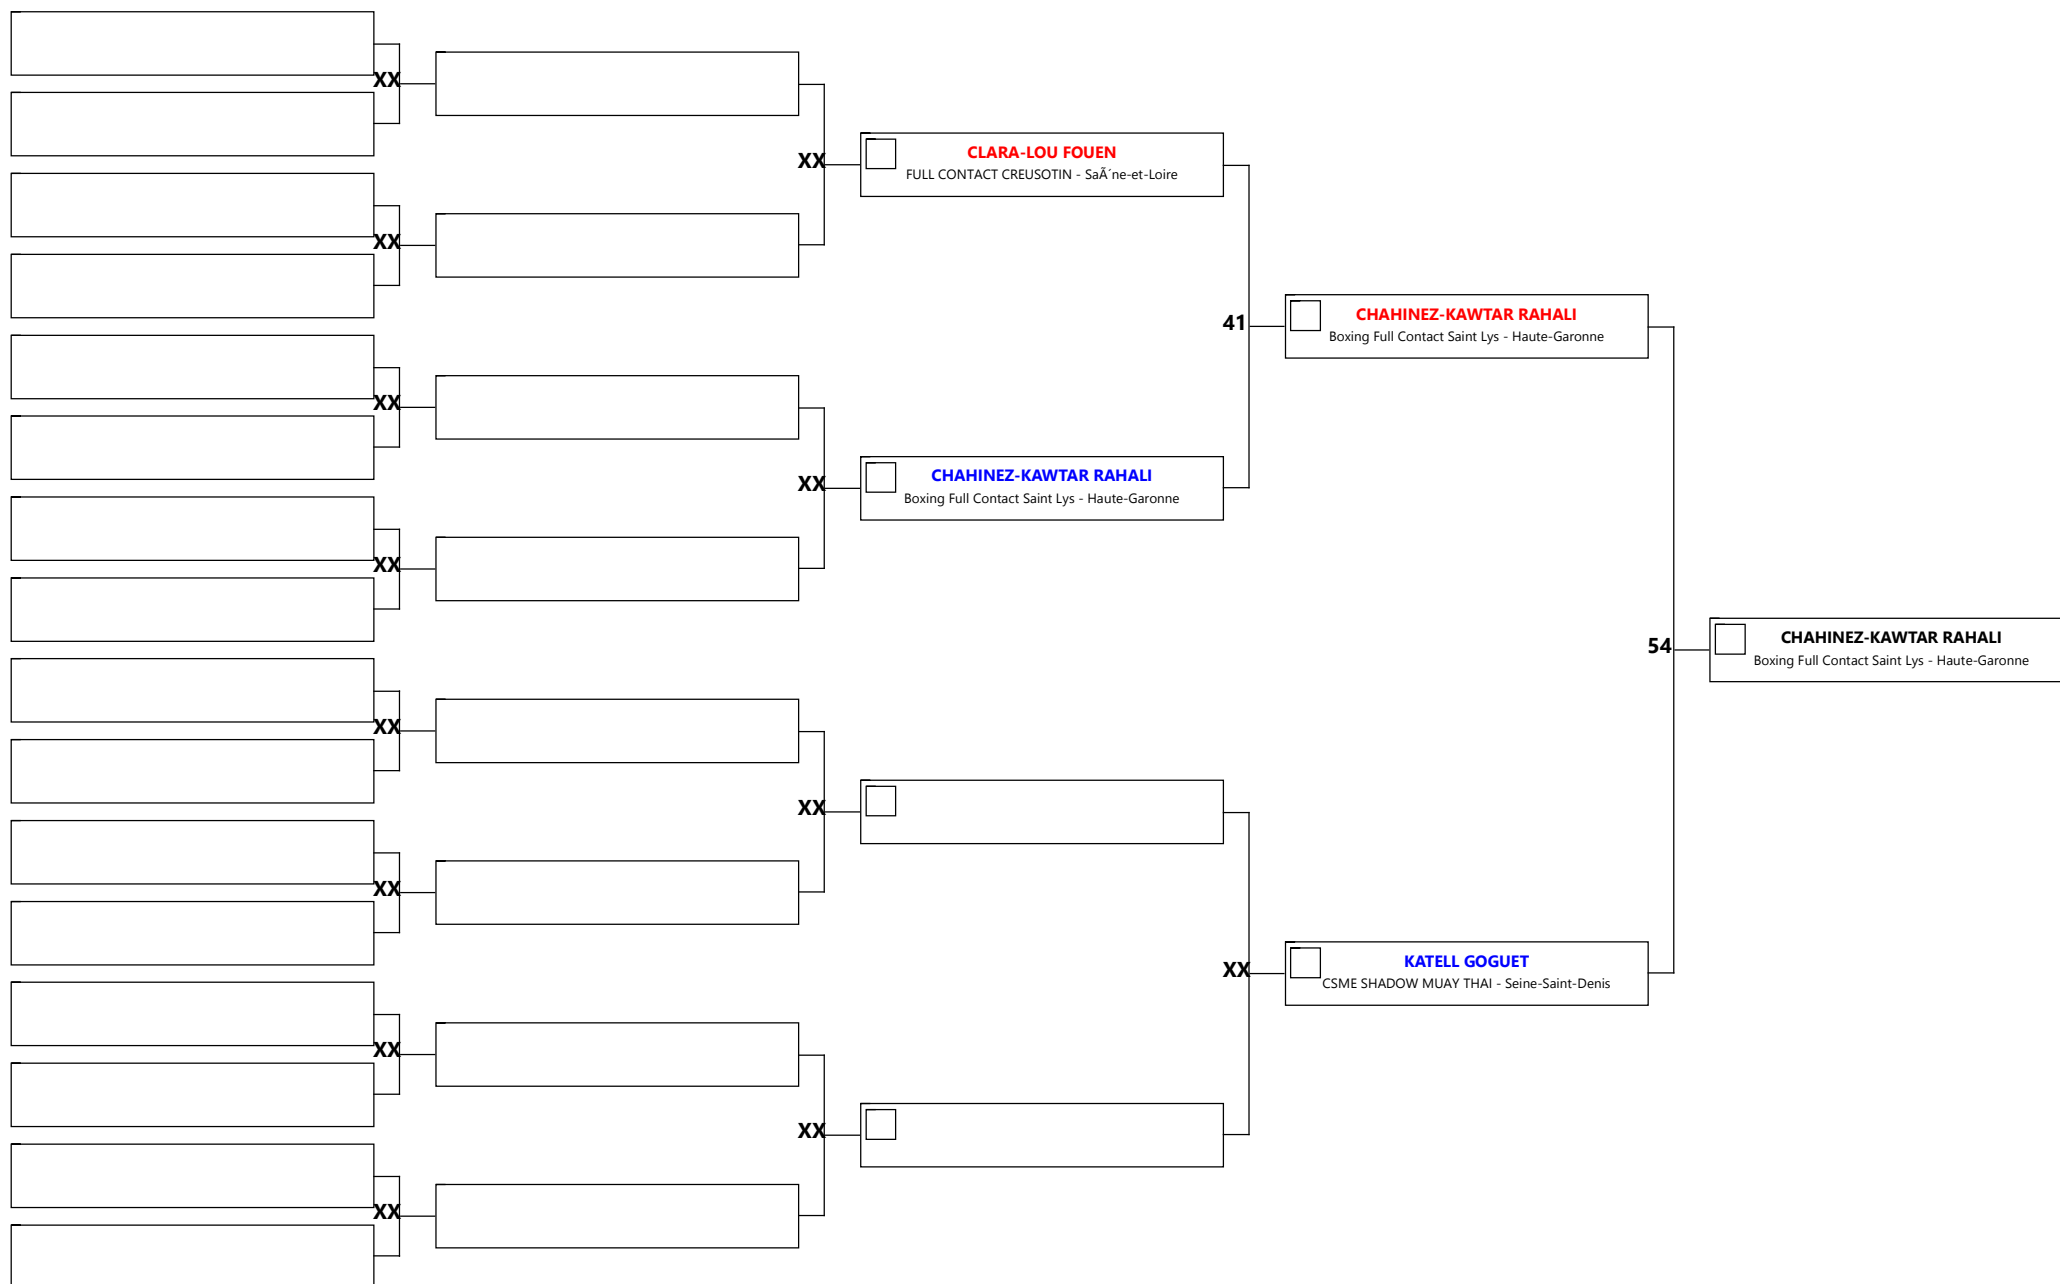 XX
XX
XX
XX
XX
XX
XX
XX
XX
XX
XX
XX
CLARA-LOU FOUEN
FULL CONTACT CREUSOTIN - SaÃ´ne-et-Loire
41
CHAHINEZ-KAWTAR RAHALI
Boxing Full Contact Saint Lys - Haute-Garonne
XX
CHAHINEZ-KAWTAR RAHALI
Boxing Full Contact Saint Lys - Haute-Garonne
KATELL GOGUET
CSME SHADOW MUAY THAI - Seine-Saint-Denis
54
CHAHINEZ-KAWTAR RAHALI
Boxing Full Contact Saint Lys - Haute-Garonne